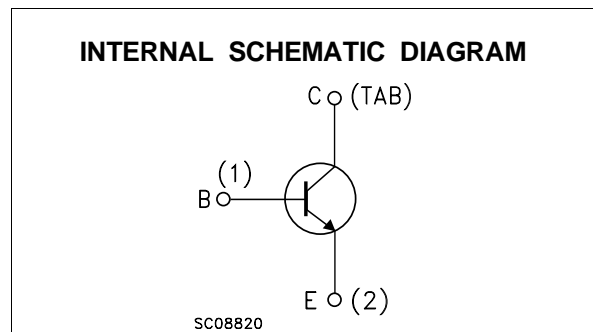 INTERNAL SCHEMATIC DIAGRAM
C (TAB)
(1)
B
E (2)
SC08820